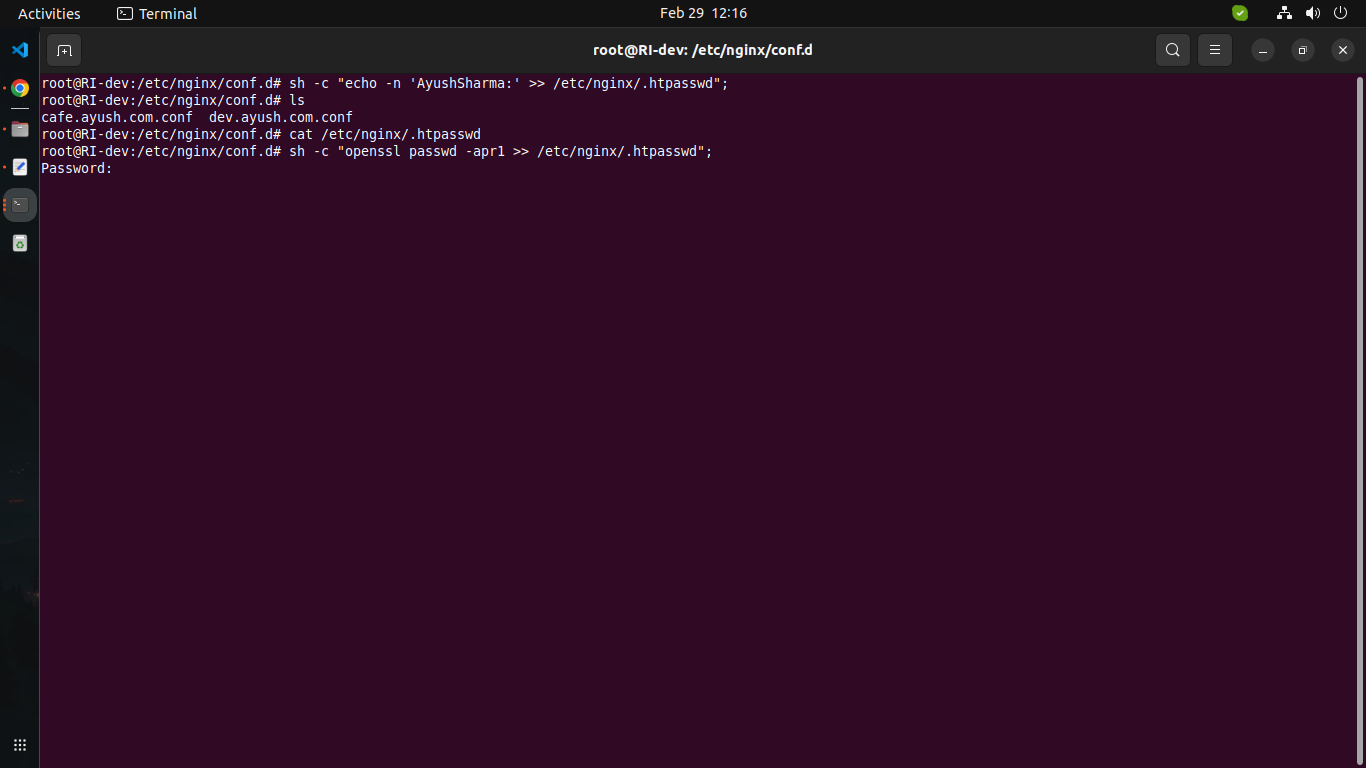 Activities Terminal Feb 29 12:16
root@RI-dev: /etc/nginx/conf.d
root@RI-dev:/etc/nginx/conf.d# sh -c "echo -n 'AyushSharma:' >> /etc/nginx/.htpasswd";
root@RI-dev:/etc/nginx/conf.d# ls
cafe.ayush.com.conf  dev.ayush.com.conf
root@RI-dev:/etc/nginx/conf.d# cat /etc/nginx/.htpasswd
root@RI-dev:/etc/nginx/conf.d# sh -c "openssl passwd -apr1 >> /etc/nginx/.htpasswd";
Password: